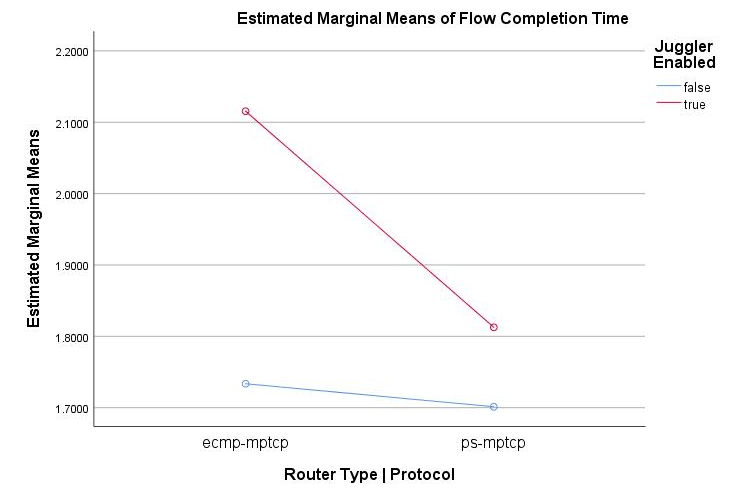 Estimated Marginal Means of Flow Completion Time
Estimated Marginal Means
2.2000
2.1000
2.0000
1.9000
1.8000
1.7000
ecmp-mptcp
ps-mptcp
Router Type | Protocol
Juggler
Enabled
false
true